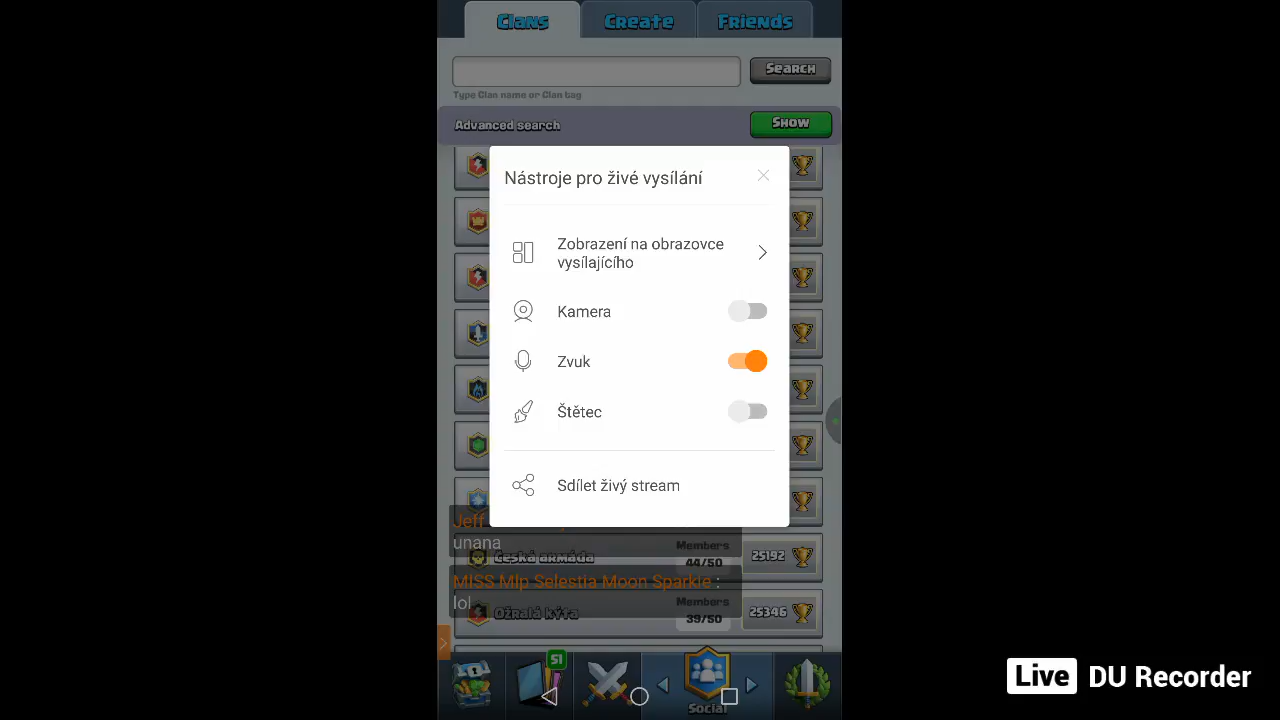 Clans
Create
Friends
Search
Type Clan name or Clan tag
Advanced search
Show
Nástroje pro živé vysílání
Zobrazení na obrazovce
vysílajícího
Kamera
Zvuk
Štětec
Sdílet živý stream
Jeff
unana
Česká armáda
Members
44/50
25192
MISS Mlp Selestia Moon Sparkle :
lol
Ožralá kýta
Members
39/50
25346
51
Social
Live DU Recorder